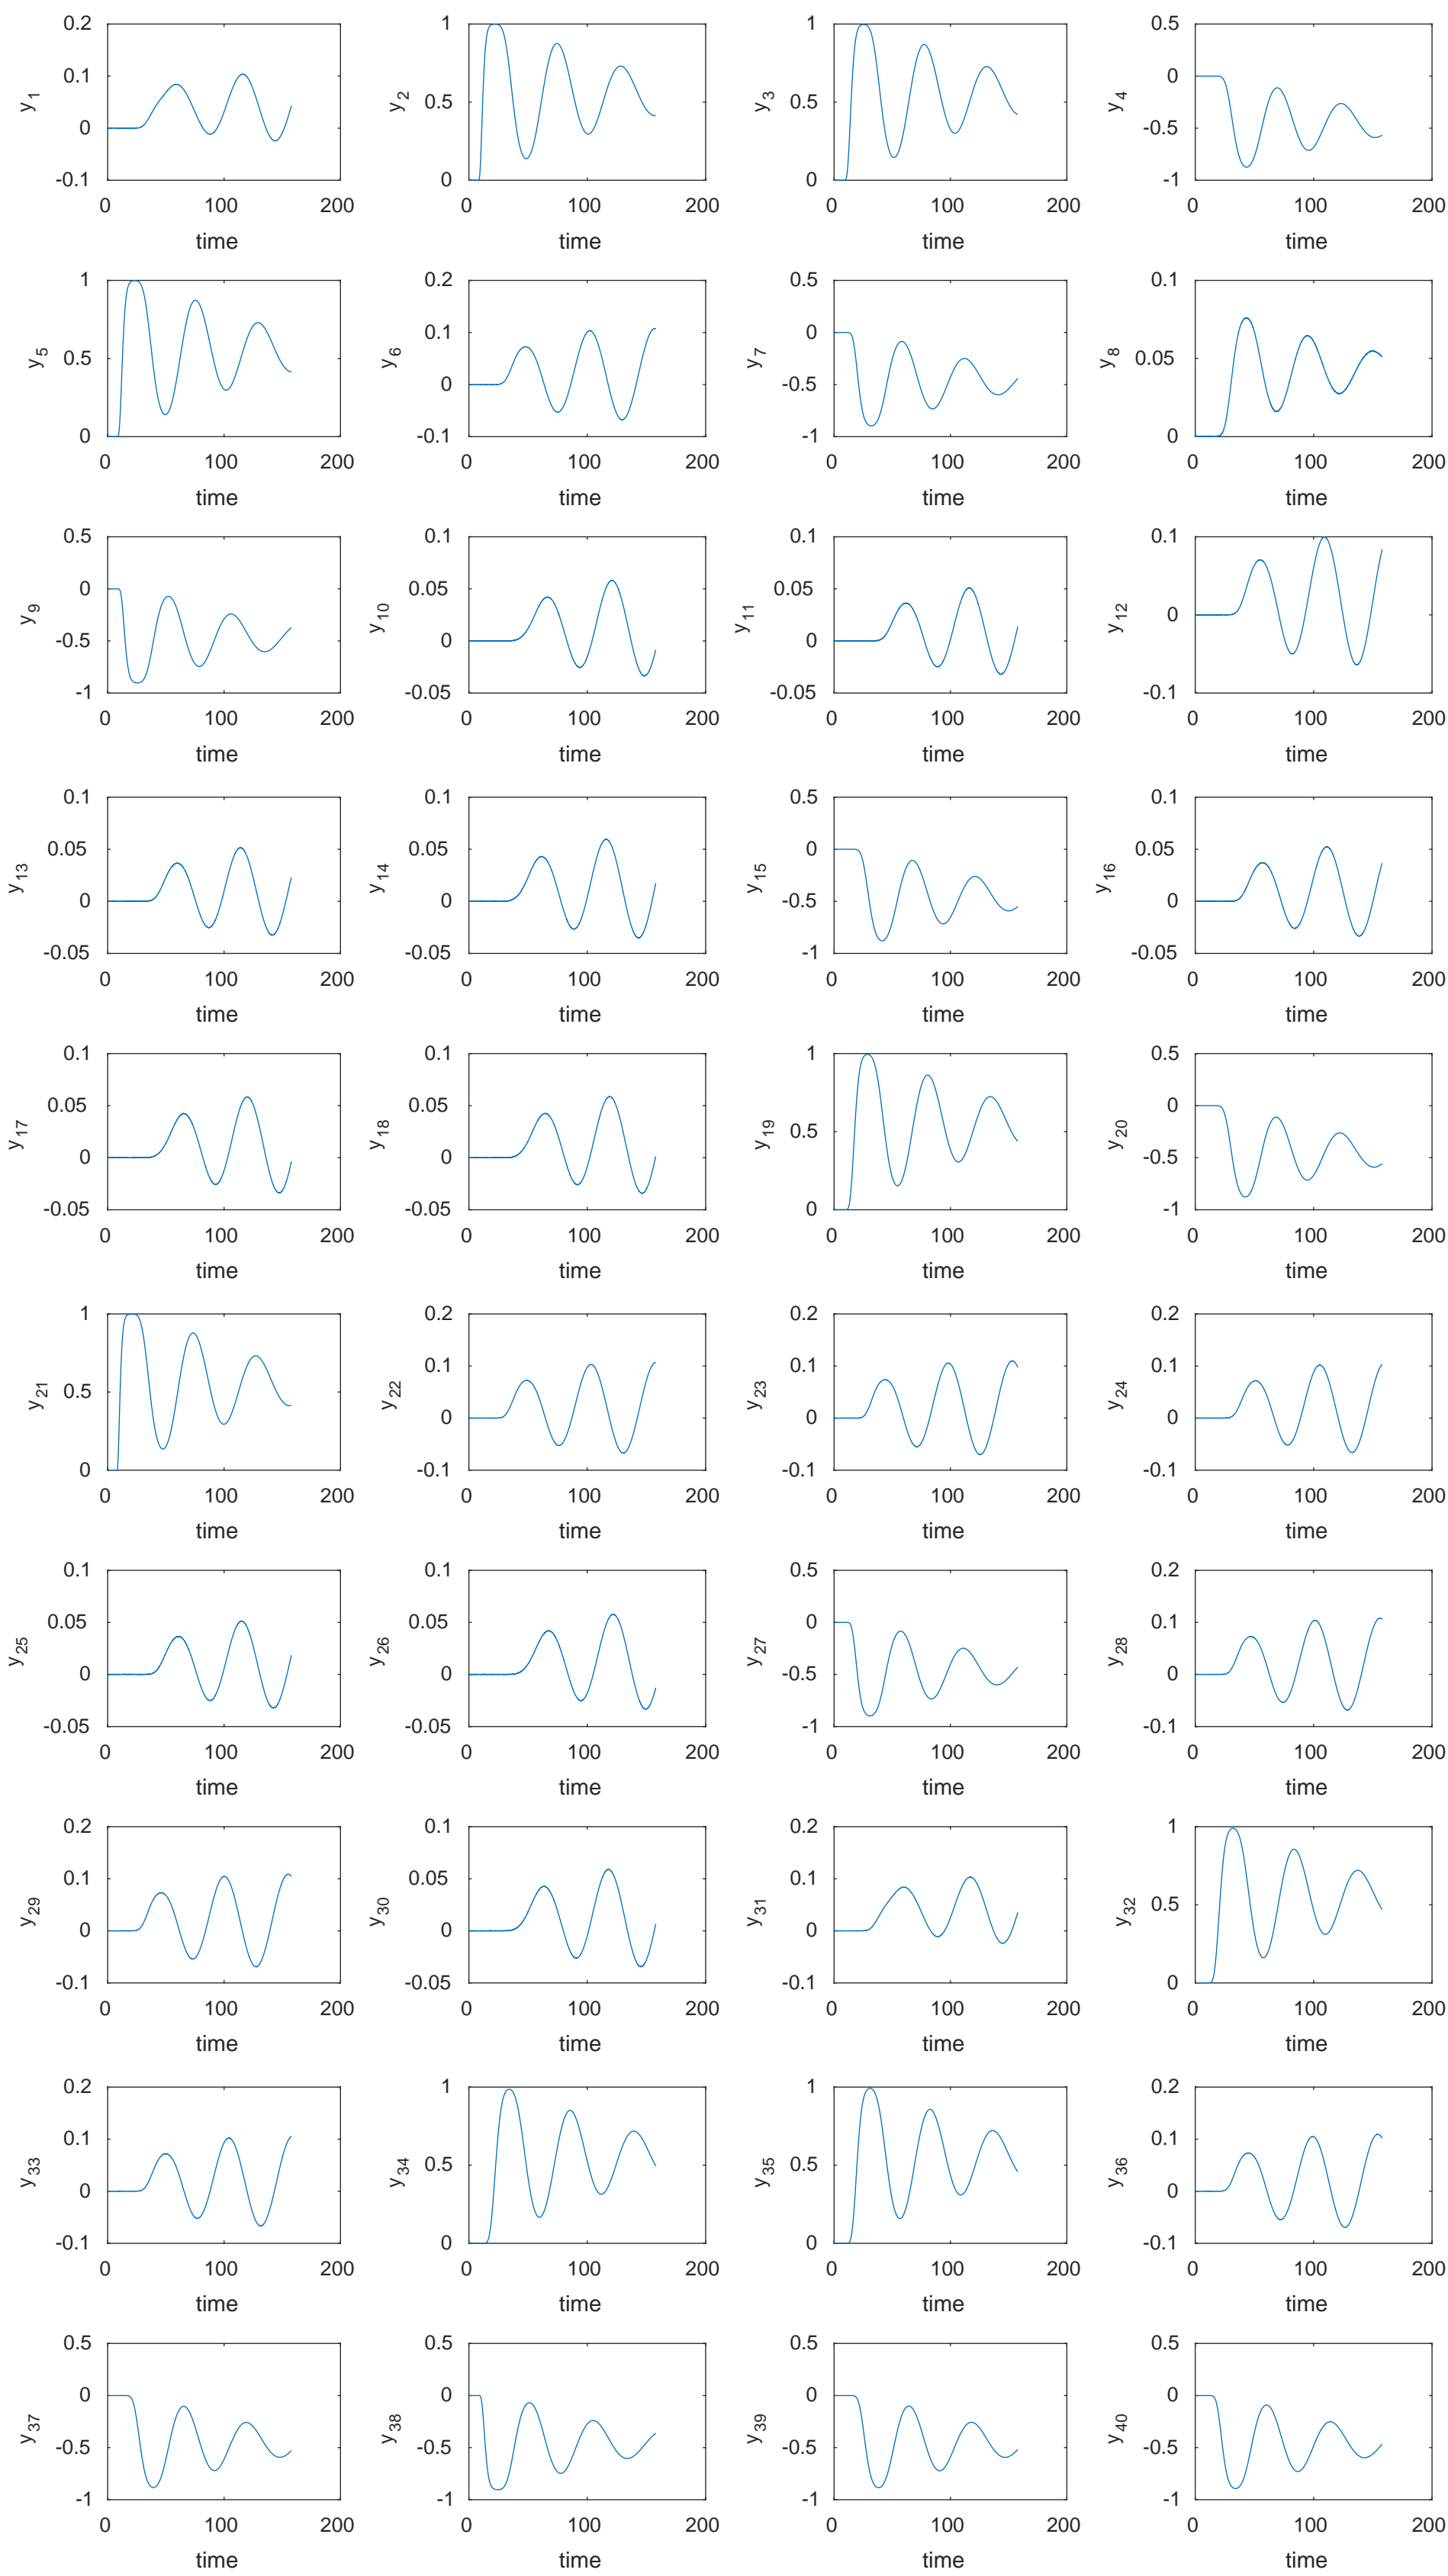 0.2 1 1 0.5
0.1 0
y1 y2 0.5 y3 0.5 y4
0 -0.5
-0.1 0 0 -1
0 100 200 0 100 200 0 100 200 0 100 200
time time time time
1 0.2 0.5 0.1
0.1 0
y5 0.5 y6 y7 y8 0.05
0 -0.5
0 -0.1 -1 0
0 100 200 0 100 200 0 100 200 0 100 200
time time time time
0.5 0.1 0.1 0.1
0 0.05 0.05
y9 y10 y11 y12 0
-0.5 0 0
-1 -0.05 -0.05 -0.1
0 100 200 0 100 200 0 100 200 0 100 200
time time time time
0.1 0.1 0.5 0.1
0.05 0.05 0 0.05
y13 y14 y15 y16
0 0 -0.5 0
-0.05 -0.05 -1 -0.05
0 100 200 0 100 200 0 100 200 0 100 200
time time time time
0.1 0.1 1 0.5
0.05 0.05 0
y17 y18 y19 0.5 y20
0 0 -0.5
-0.05 -0.05 0 -1
0 100 200 0 100 200 0 100 200 0 100 200
time time time time
1 0.2 0.2 0.2
0.1 0.1 0.1
y21 0.5 y22 y23 y24
0 0 0
0 -0.1 -0.1 -0.1
0 100 200 0 100 200 0 100 200 0 100 200
time time time time
0.1 0.1 0.5 0.2
0.05 0.05 0 0.1
y25 y26 y27 y28
0 0 -0.5 0
-0.05 -0.05 -1 -0.1
0 100 200 0 100 200 0 100 200 0 100 200
time time time time
0.2 0.1 0.2 1
0.1 0.05 0.1
y29 y30 y31 y32 0.5
0 0 0
-0.1 -0.05 -0.1 0
0 100 200 0 100 200 0 100 200 0 100 200
time time time time
0.2 1 1 0.2
0.1 0.1
y33 y34 0.5 y35 0.5 y36
0 0
-0.1 0 0 -0.1
0 100 200 0 100 200 0 100 200 0 100 200
time time time time
0.5 0.5 0.5 0.5
0 0 0 0
y37 y38 y39 y40
-0.5 -0.5 -0.5 -0.5
-1 -1 -1 -1
0 100 200 0 100 200 0 100 200 0 100 200
time time time time